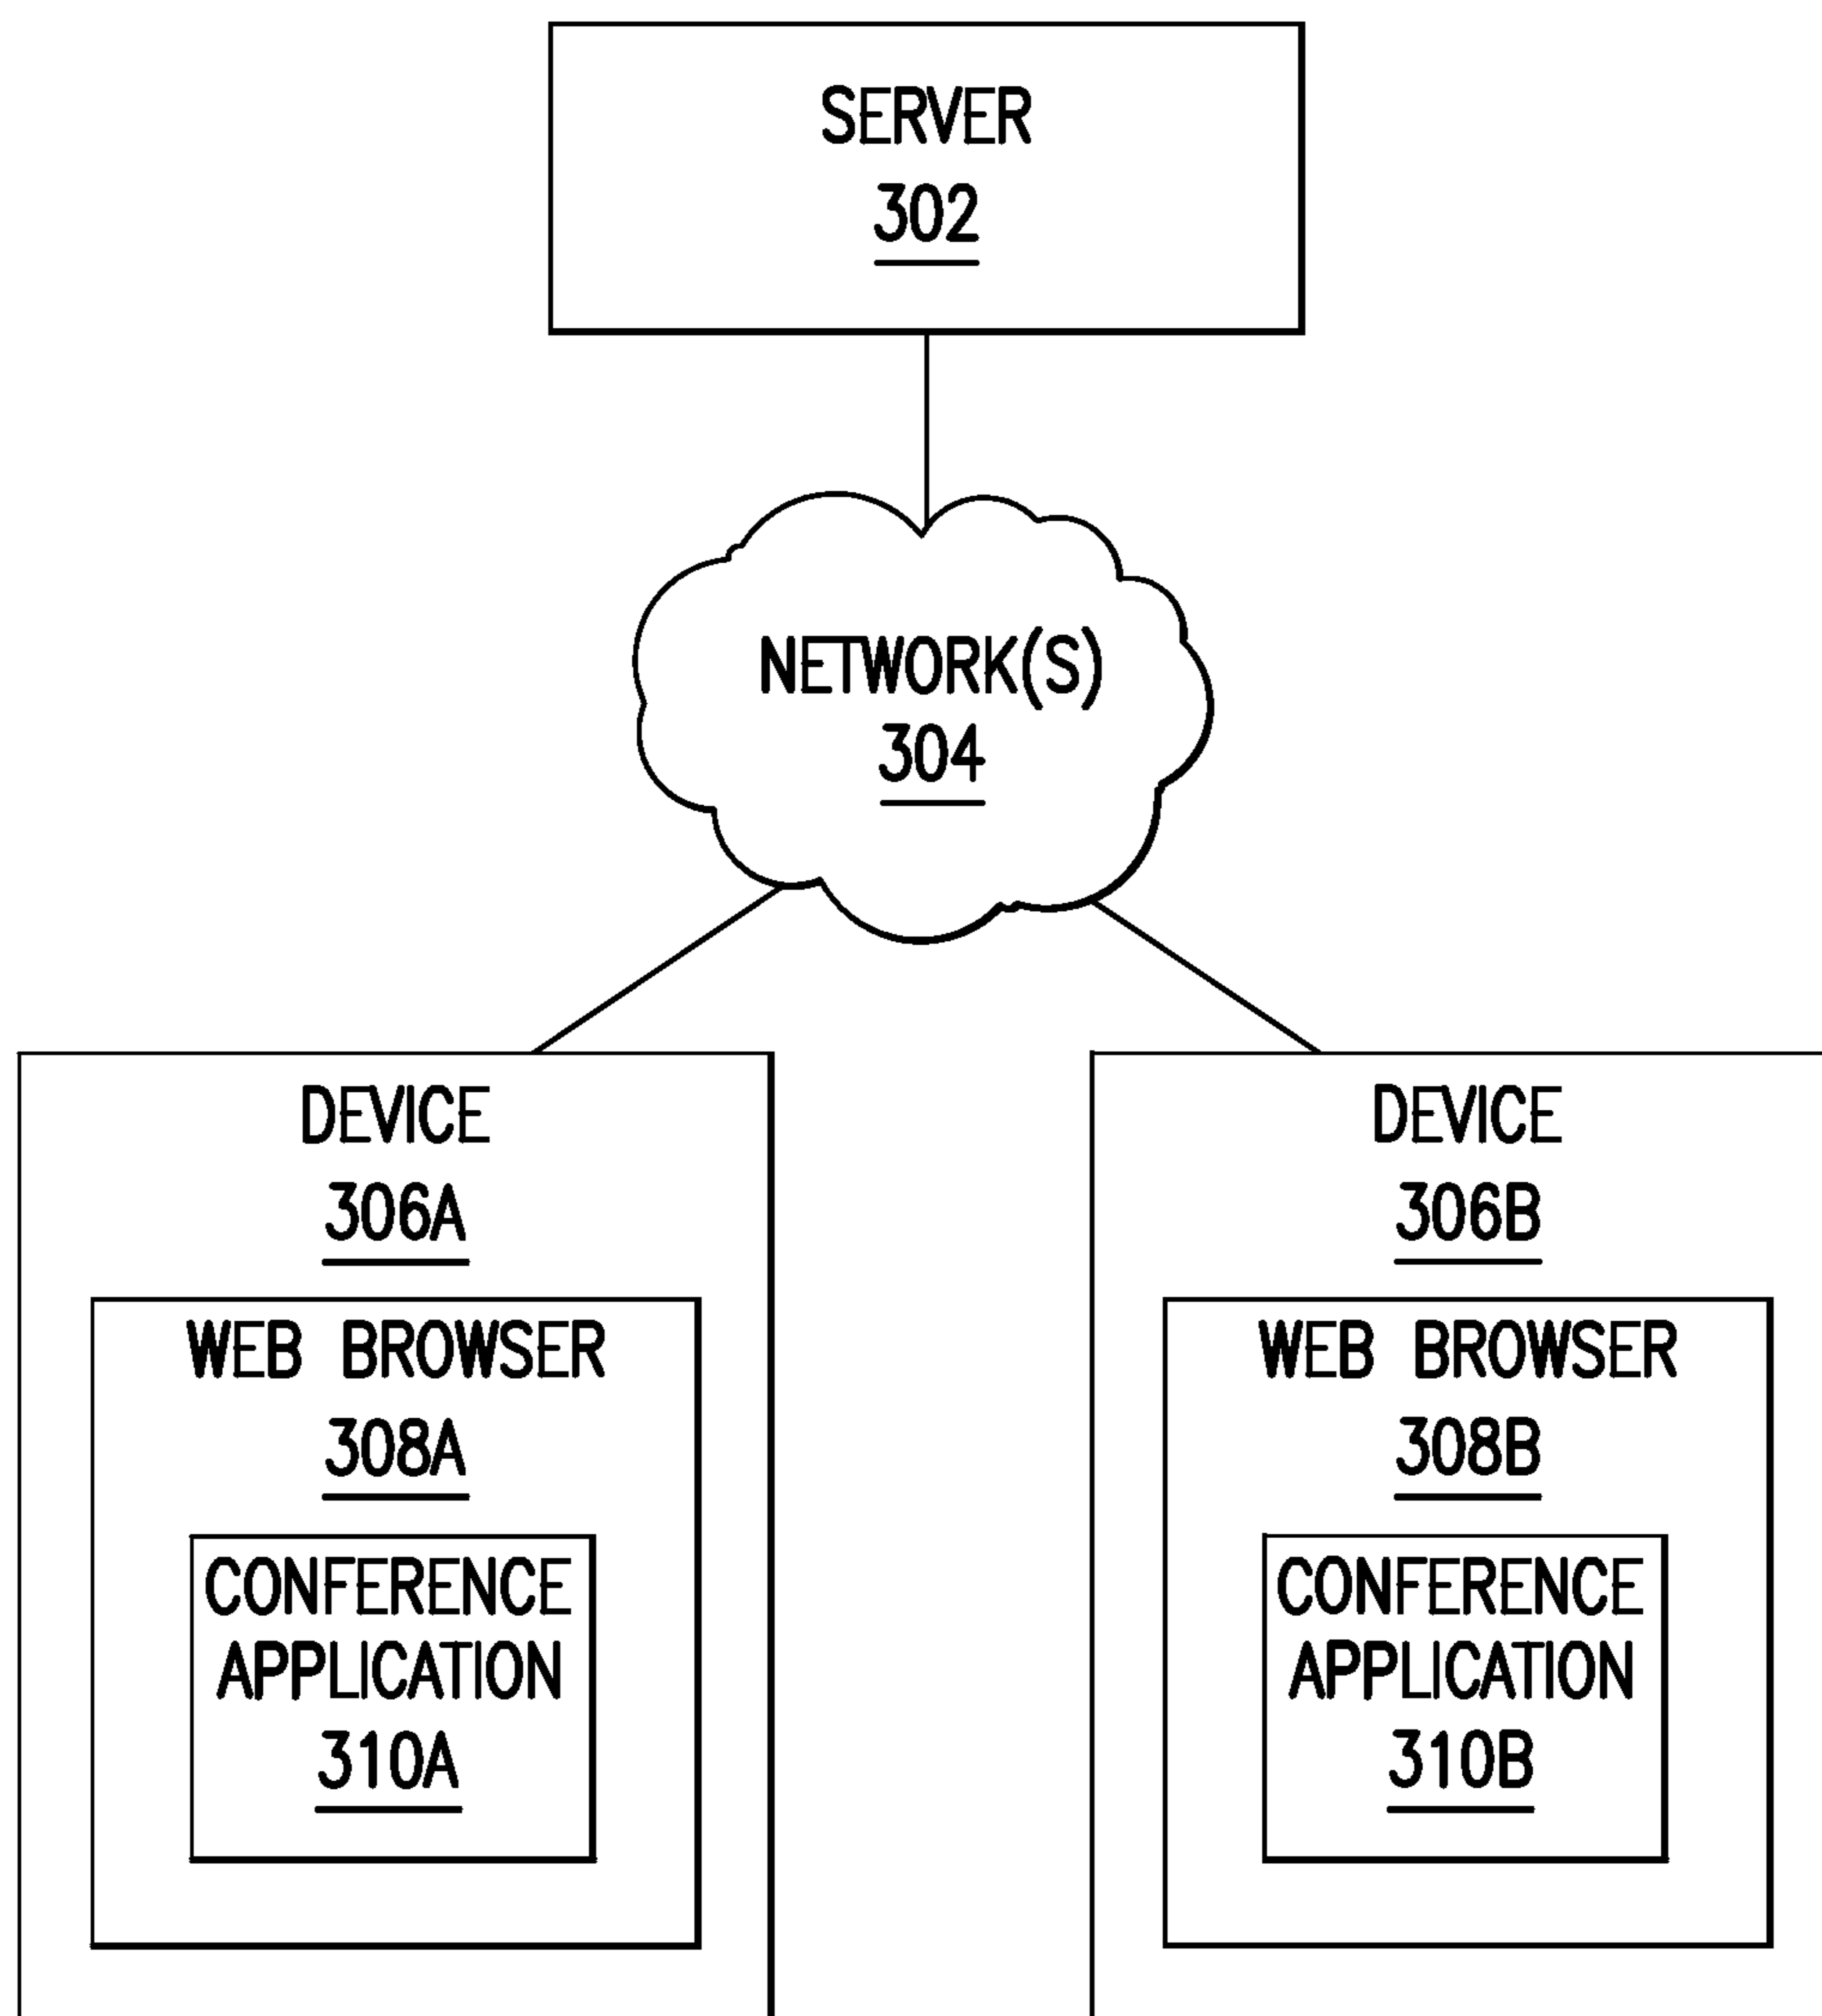 SERVER
302
NETWORK(S)
304
DEVICE
306A
WEB BROWSER
308A
CONFERENCE
APPLICATION
310A
DEVICE
306B
WEB BROWSER
308B
CONFERENCE
APPLICATION
310B